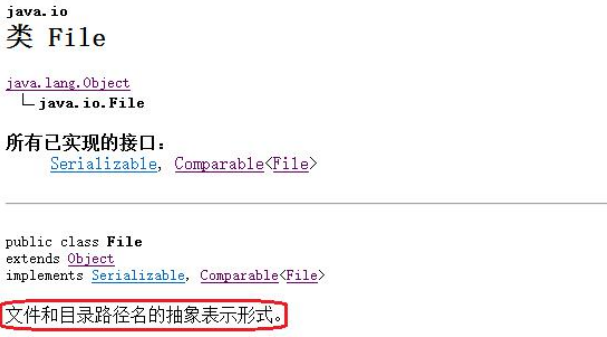 java.io
类 File
java.lang.Object
java.io.File
所有已实现的接口：
Serializable, Comparable<File>
public class File
extends Object
implements Serializable, Comparable<File>
文件和目录路径名的抽象表示形式。